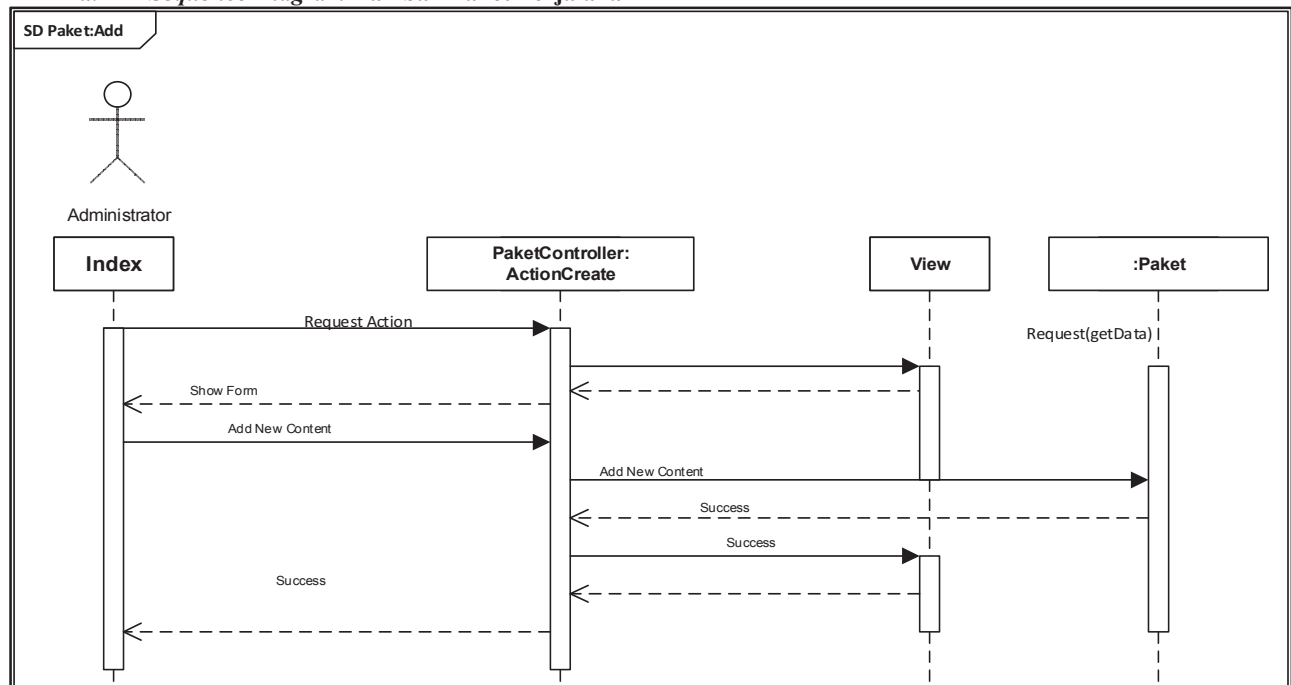 SD Paket:Add
Administrator
Index
PaketController:
ActionCreate
View
:Paket
Request Action
Request(getData)
Show Form
Add New Content
Add New Content
Success
Success
Success